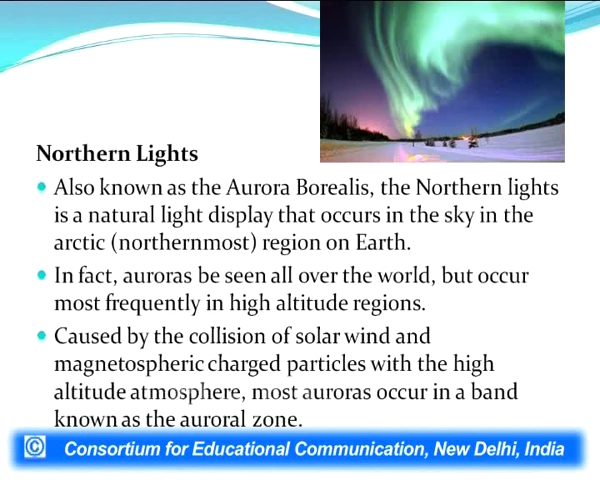 Northern Lights
• Also known as the Aurora Borealis, the Northern lights
is a natural light display that occurs in the sky in the
arctic (northernmost) region on Earth.
• In fact, auroras be seen all over the world, but occur
most frequently in high altitude regions.
• Caused by the collision of solar wind and
magnetospheric charged particles with the high
altitude atmosphere, most auroras occur in a band
known as the auroral zone.
© Consortium for Educational Communication, New Delhi, India